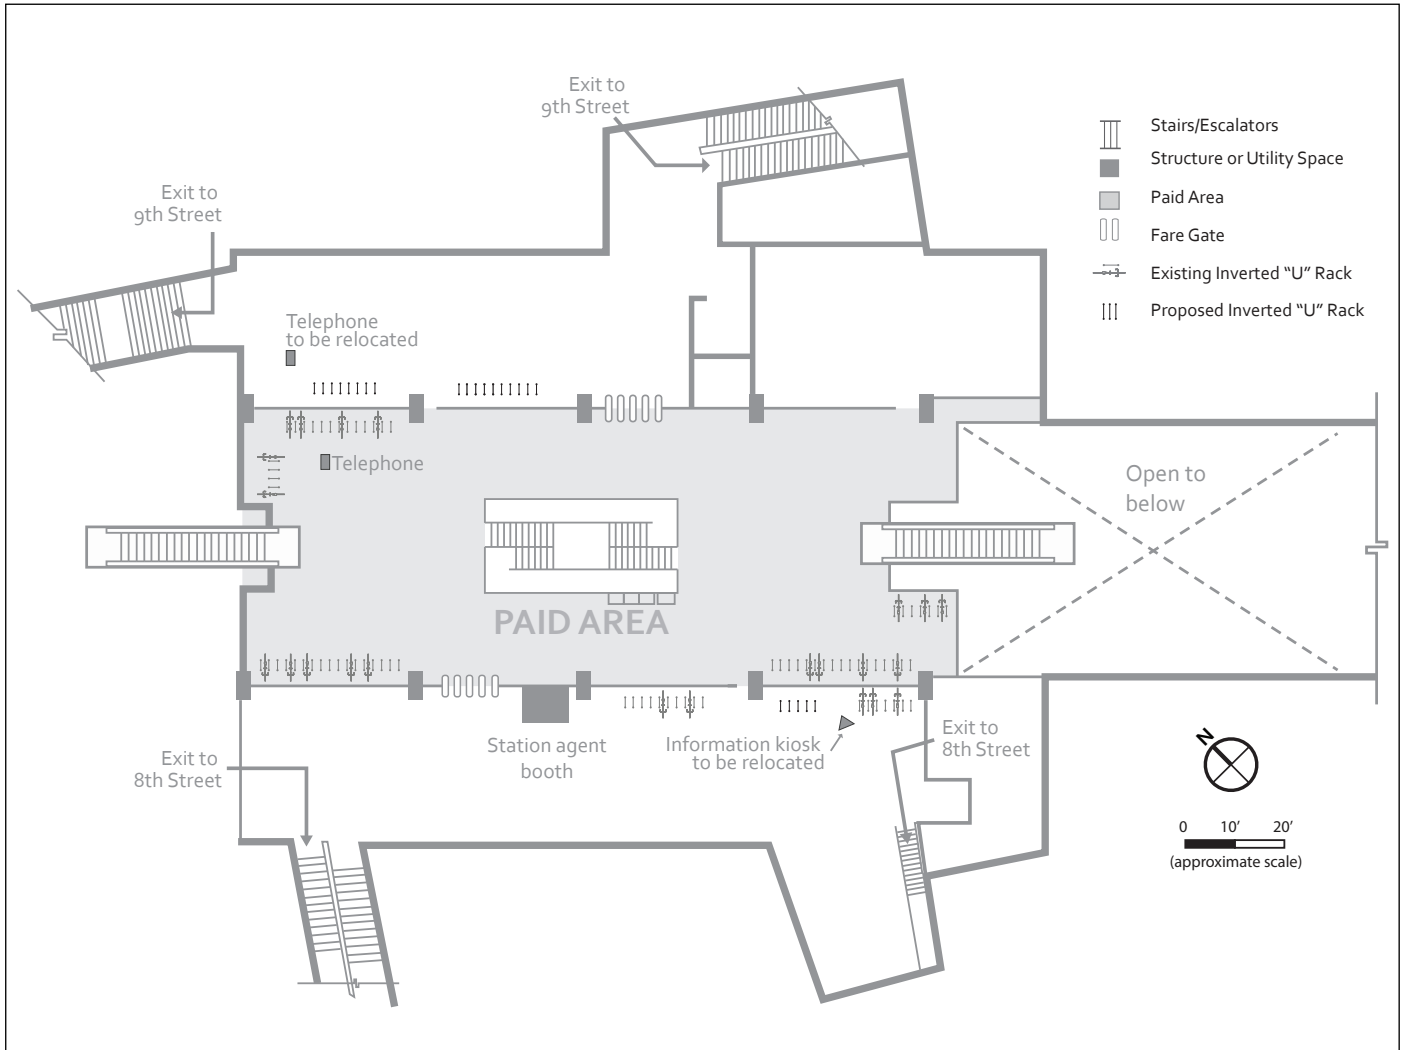 Exit to
9th Street
Exit to
9th Street
Stairs/Escalators
Structure or Utility Space
Paid Area
Fare Gate
Existing Inverted “U” Rack
Proposed Inverted “U” Rack
Telephone
to be relocated
Telephone
Open to
below
PAID AREA
Station agent
booth
Information kiosk
to be relocated
Exit to
8th Street
Exit to
8th Street
N
0 10’ 20’
(approximate scale)